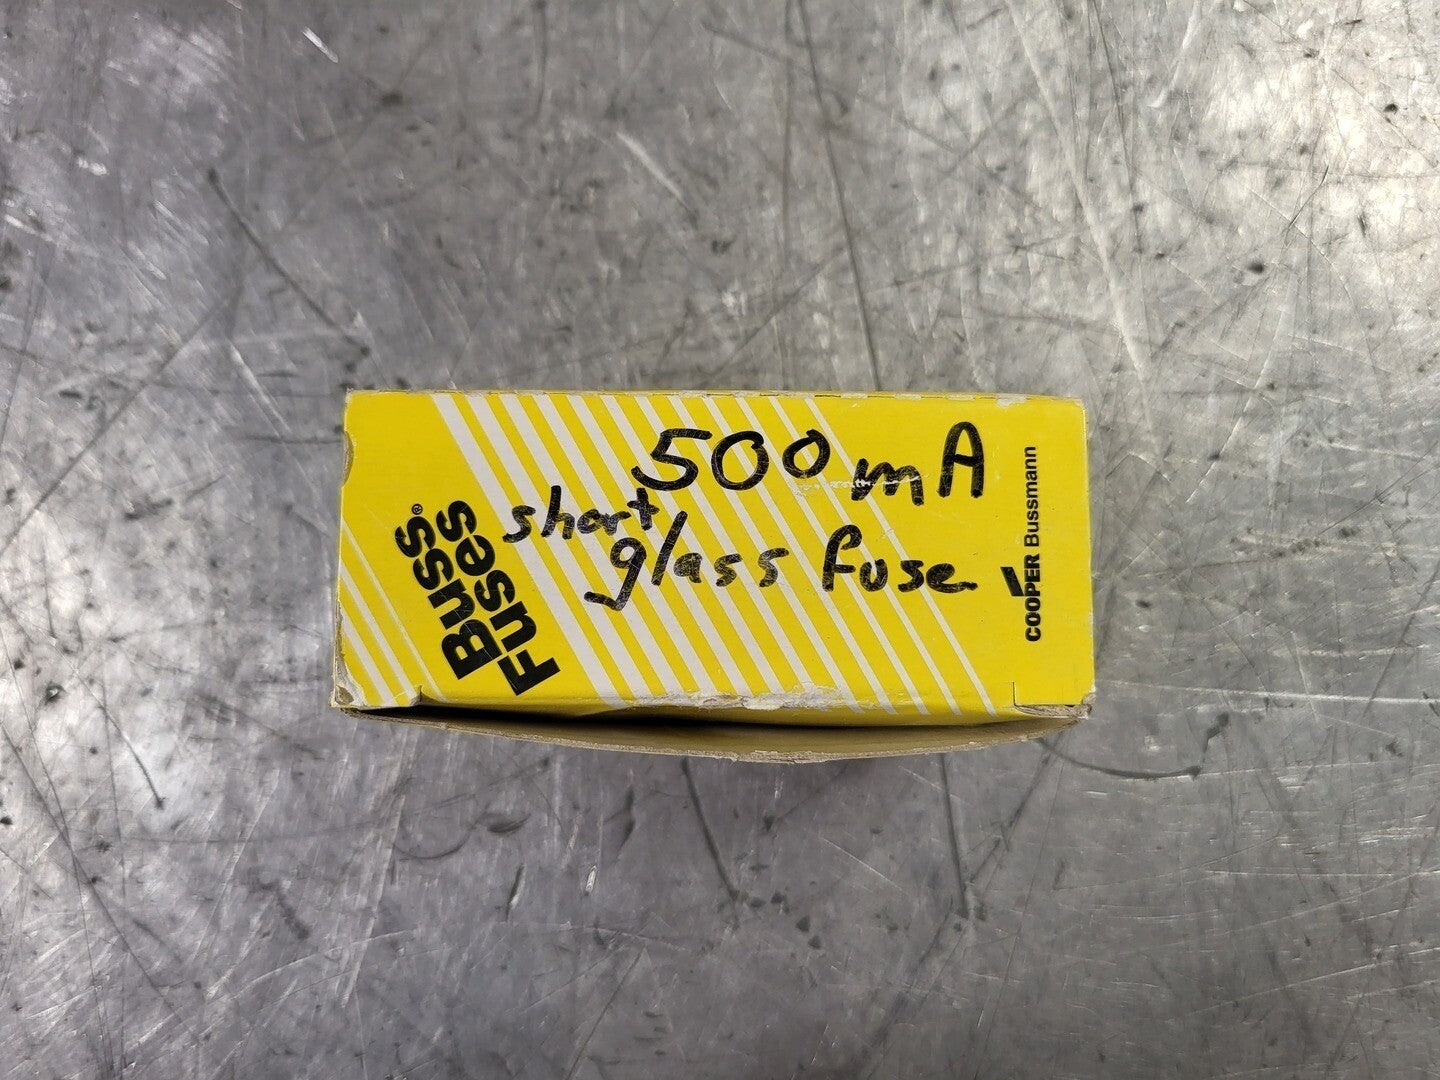 500 mA
short
glass fuse
Buss®
Fuses
COOPER Bussmann